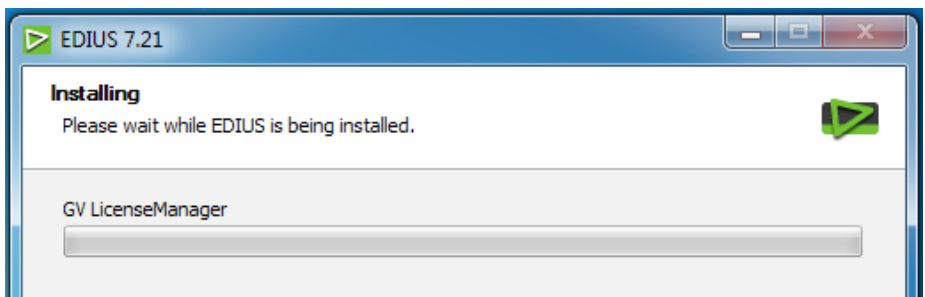 EDIUS 7.21
Installing
Please wait while EDIUS is being installed.
GV LicenseManager